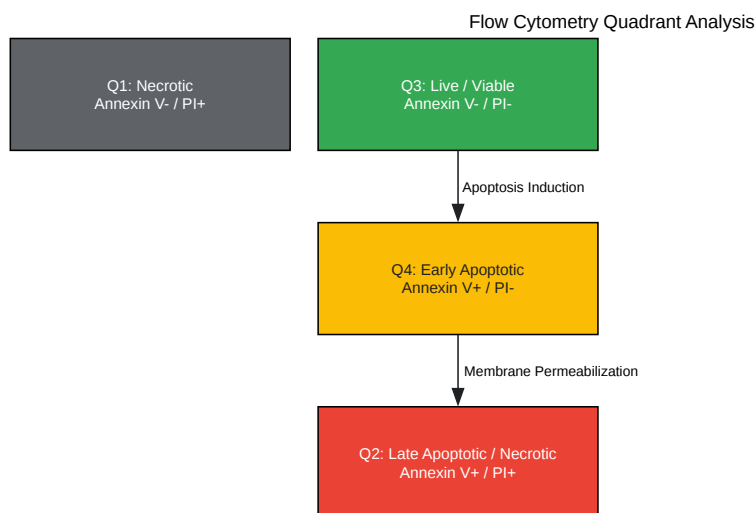 Flow Cytometry Quadrant Analysis
Q1: Necrotic
Annexin V- / PI+
Q3: Live / Viable
Annexin V- / PI-
Apoptosis Induction
Q4: Early Apoptotic
Annexin V+ / PI-
Membrane Permeabilization
Q2: Late Apoptotic / Necrotic
Annexin V+ / PI+